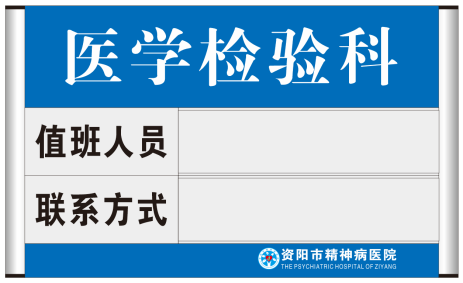 医学检验科
值班人员
联系方式
资阳市精神病医院
THE PSYCHIATRIC HOSPITAL OF ZIYANG